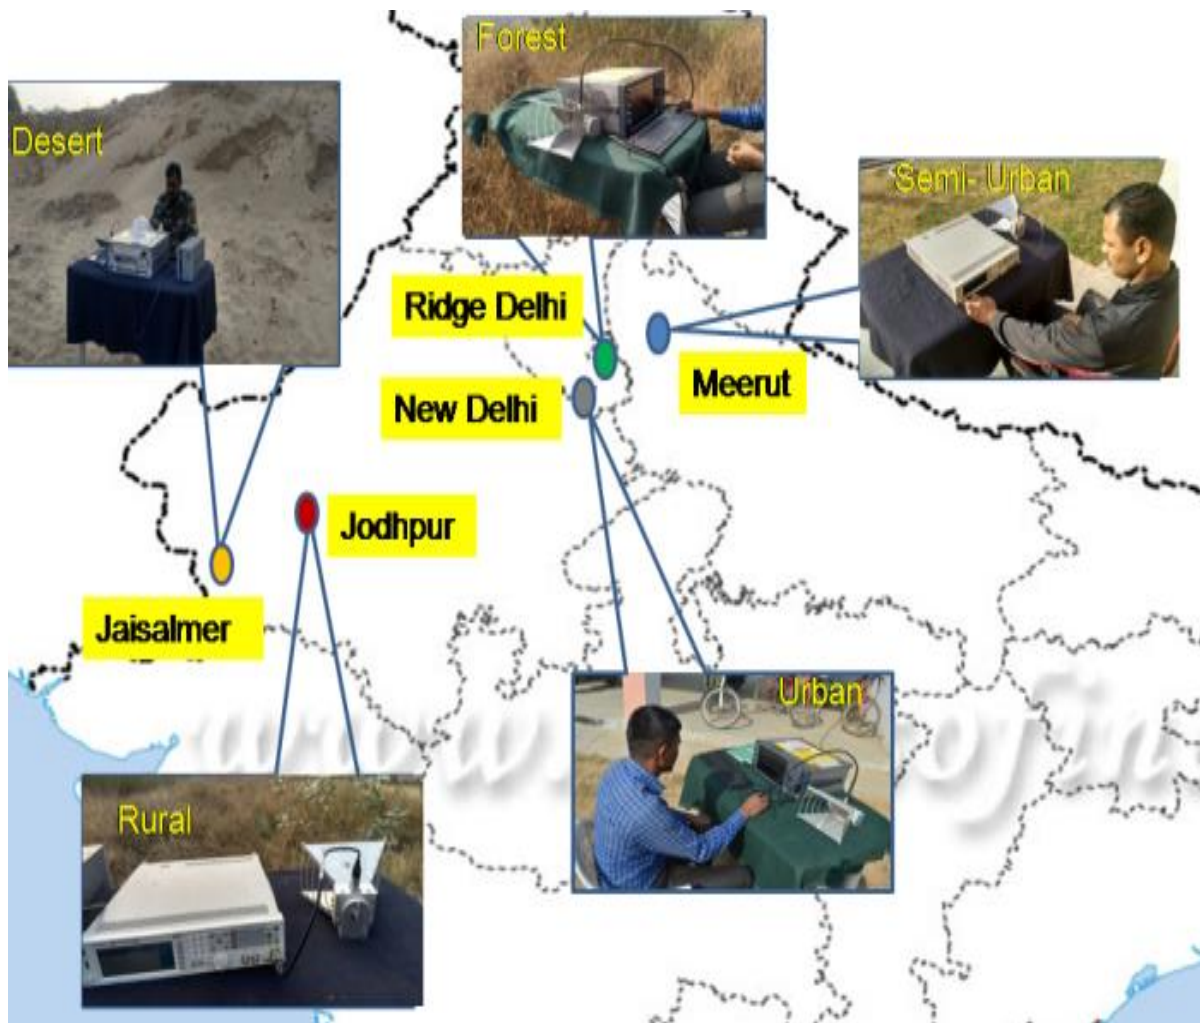 Forest
Desert
Semi- Urban
Ridge Delhi
Meerut
New Delhi
Jodhpur
Jaisalmer
Urban
Rural